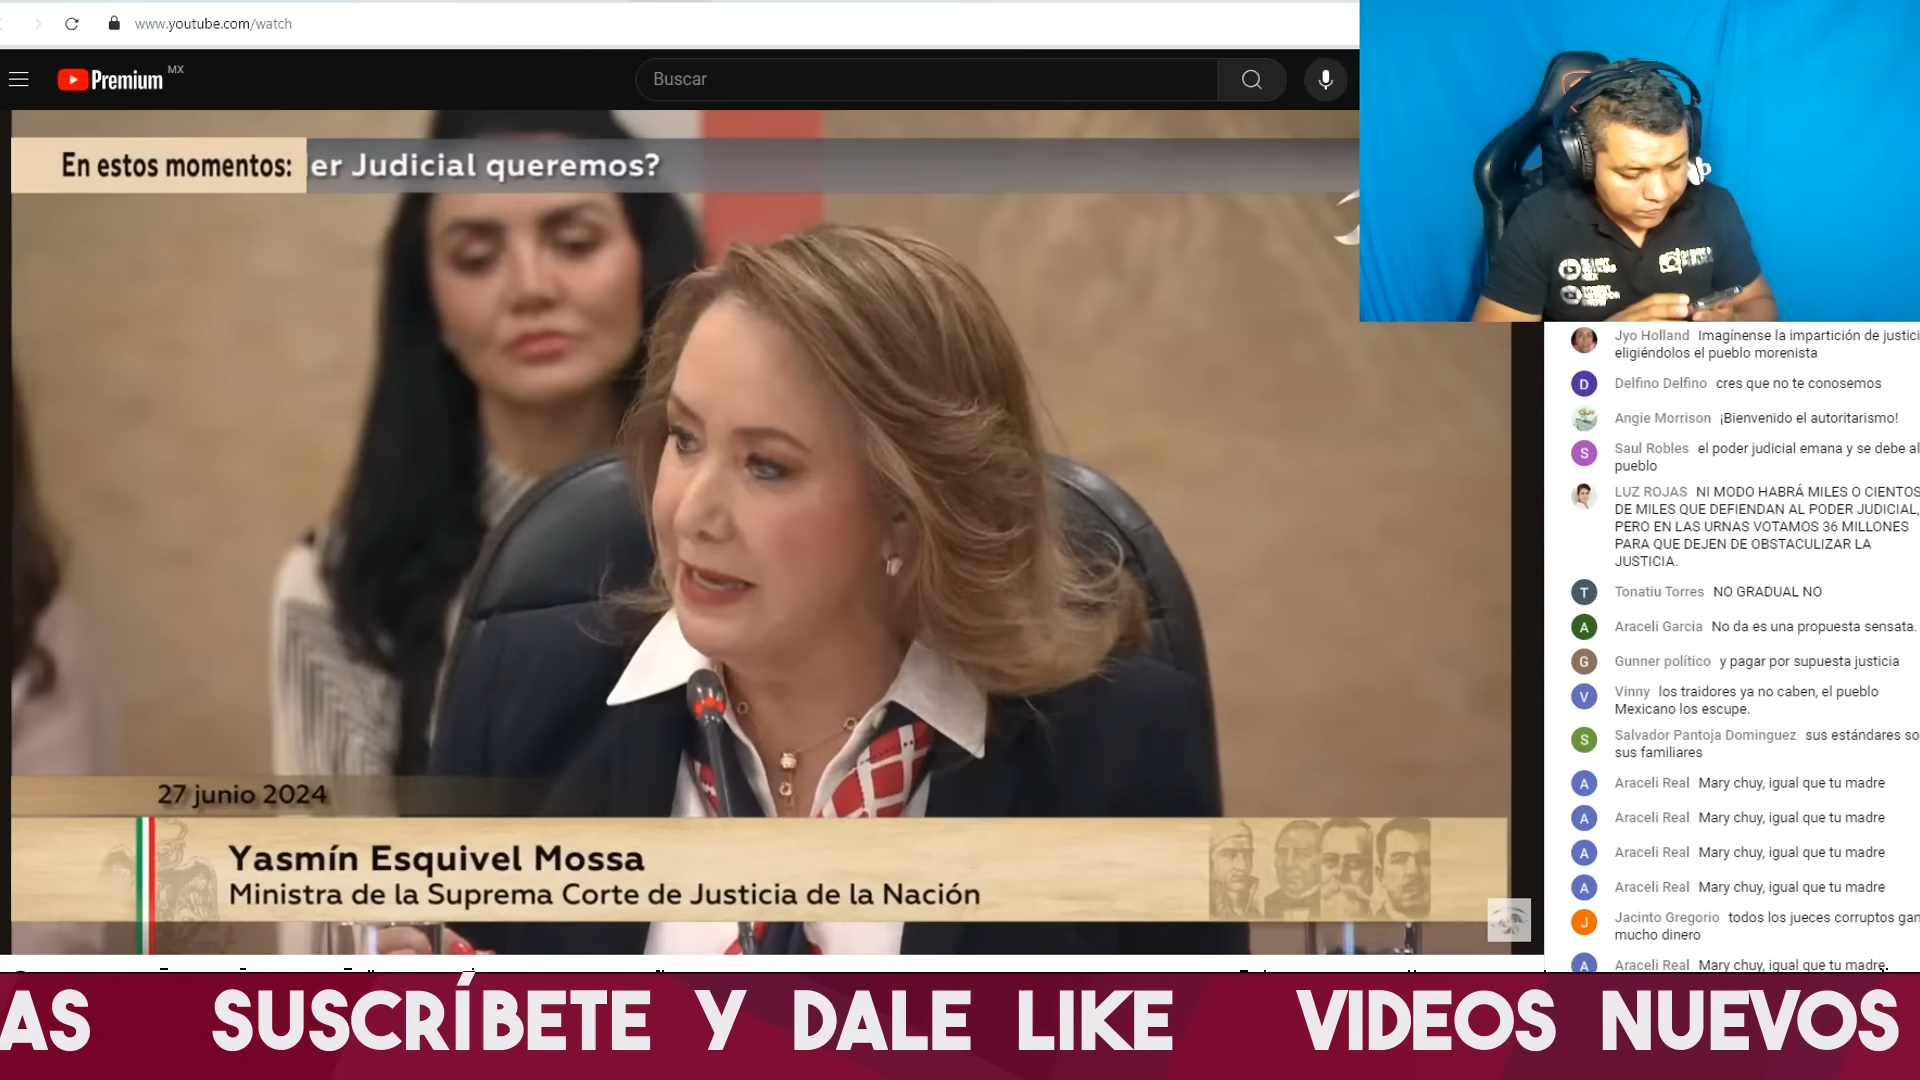 www.youtube.com/watch
Premium MX
Buscar
En estos momentos: er Judicial queremos?
27 junio 2024
Yasmín Esquivel Mossa
Ministra de la Suprema Corte de Justicia de la Nación
Jyo Holland Imagínense la impartición de justici
eligiéndolos el pueblo morenista
Delfino Delfino cres que no te conosemos
Angie Morrison ¡Bienvenido el autoritarismo!
Saul Robles el poder judicial emana y se debe al
pueblo
LUZ ROJAS NI MODO HABRÁ MILES O CIENTOS
DE MILES QUE DEFIENDAN AL PODER JUDICIAL,
PERO EN LAS URNAS VOTAMOS 36 MILLONES
PARA QUE DEJEN DE OBSTACULIZAR LA
JUSTICIA.
Tonatiu Torres NO GRADUAL NO
Araceli Garcia No da es una propuesta sensata.
Gunner político y pagar por supuesta justicia
Vinny los traidores ya no caben, el pueblo
Mexicano los escupe.
Salvador Pantoja Dominguez sus estándares so
sus familiares
Araceli Real Mary chuy, igual que tu madre
Araceli Real Mary chuy, igual que tu madre
Araceli Real Mary chuy, igual que tu madre
Araceli Real Mary chuy, igual que tu madre
Jacinto Gregorio todos los jueces corruptos gan
mucho dinero
Araceli Real Mary chuy, igual que tu madre
AS SUSCRÍBETE Y DALE LIKE VIDEOS NUEVOS